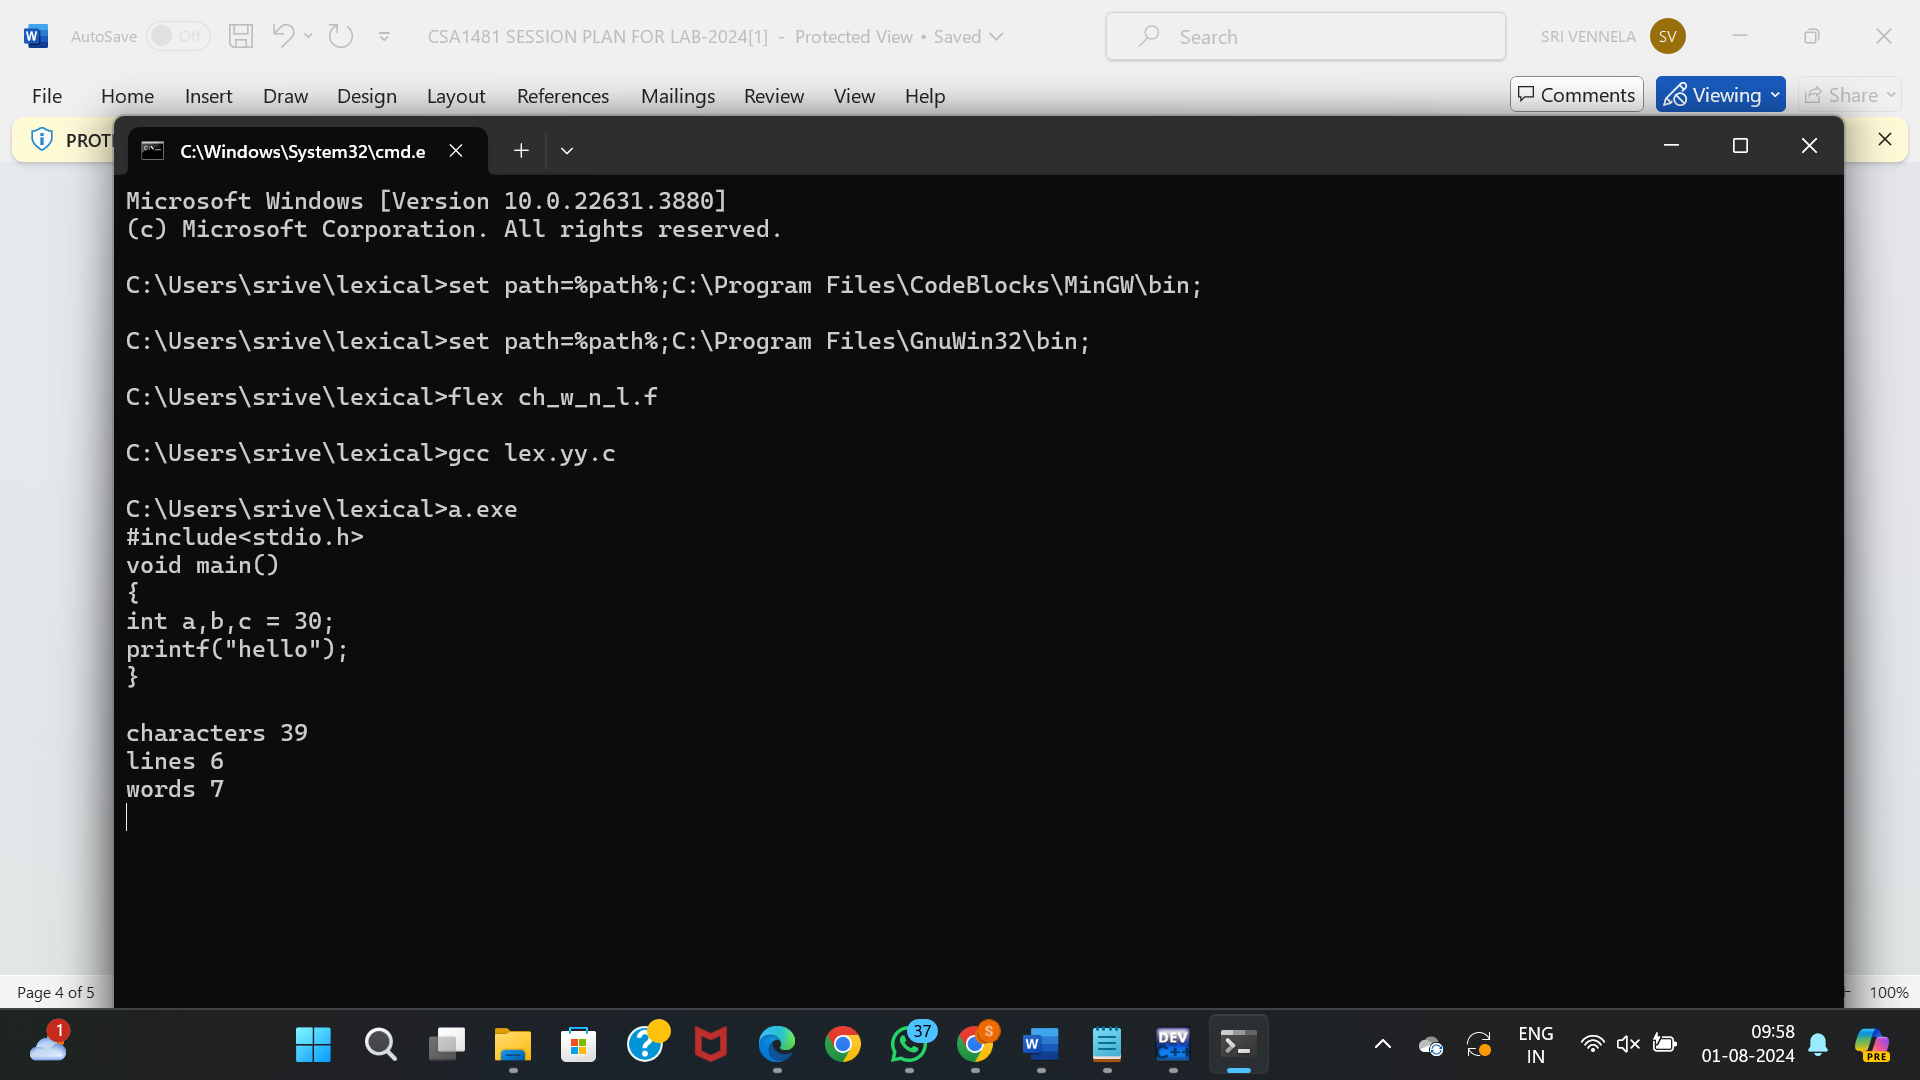 AutoSave Off CSA1481 SESSION PLAN FOR LAB-2024[1] - Protected View • Saved Search SRI VENNELA SV
File Home Insert Draw Design Layout References Mailings Review View Help Comments Viewing Share
PROT
C:\Windows\System32\cmd.e
Microsoft Windows [Version 10.0.22631.3880]
(c) Microsoft Corporation. All rights reserved.
C:\Users\srive\lexical>set path=%path%;C:\Program Files\CodeBlocks\MinGW\bin;
C:\Users\srive\lexical>set path=%path%;C:\Program Files\GnuWin32\bin;
C:\Users\srive\lexical>flex ch_w_n_l.f
C:\Users\srive\lexical>gcc lex.yy.c
C:\Users\srive\lexical>a.exe
#include<stdio.h>
void main()
{
int a,b,c = 30;
printf("hello");
}
characters 39
lines 6
words 7
Page 4 of 5 100%
1 37 S DEV C++ ENG 09:58 PRE
IN 01-08-2024